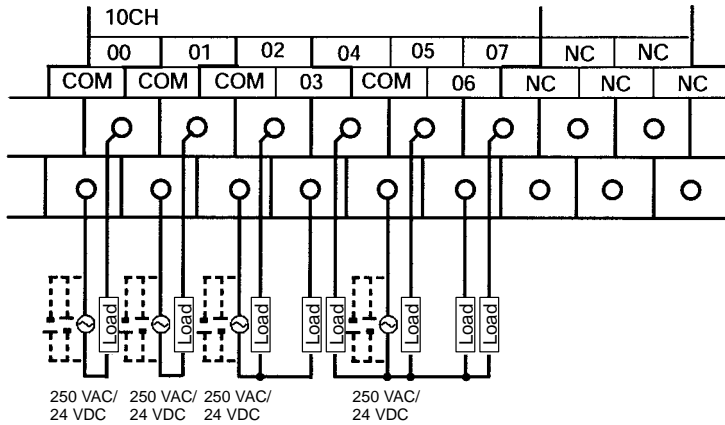 10CH
00 01 02 04 05 07 NC NC
COM COM COM 03 COM 06 NC NC NC
Load Load Load Load Load Load Load Load
250 VAC/ 250 VAC/ 250 VAC/ 250 VAC/
24 VDC 24 VDC 24 VDC 24 VDC